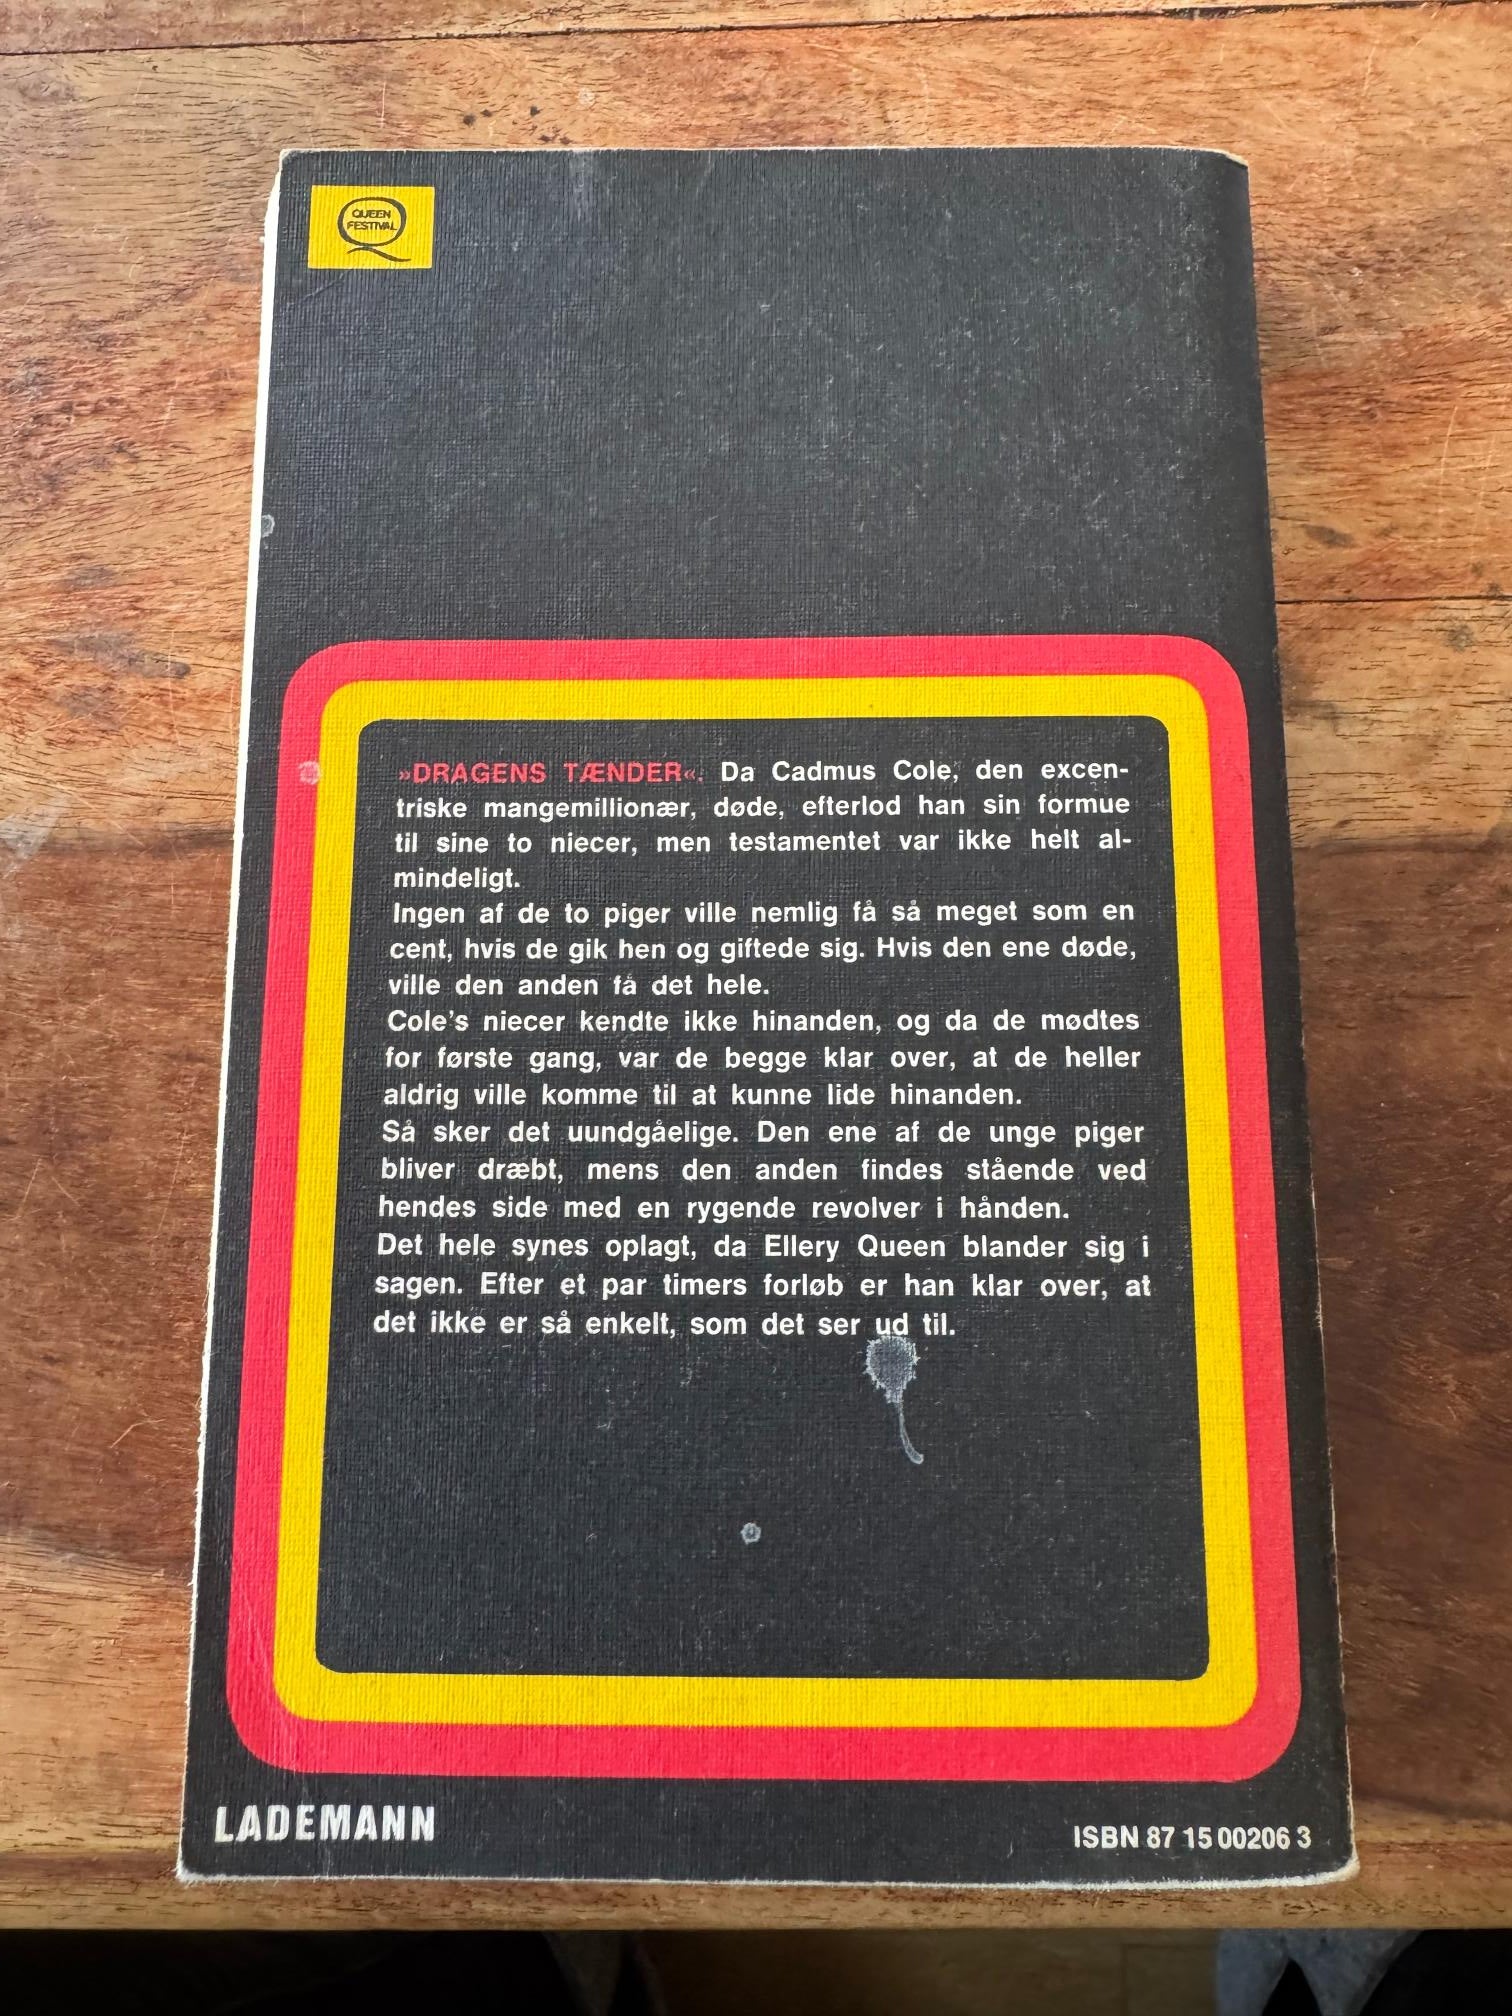 QUEEN
FESTIVAL
»DRAGENS TÆNDER«. Da Cadmus Cole, den excen-
triske mangemillionær, døde, efterlod han sin formue
til sine to niecer, men testamentet var ikke helt al-
mindeligt.
Ingen af de to piger ville nemlig få så meget som en
cent, hvis de gik hen og giftede sig. Hvis den ene døde,
ville den anden få det hele.
Cole's niecer kendte ikke hinanden, og da de mødtes
for første gang, var de begge klar over, at de heller
aldrig ville komme til at kunne lide hinanden.
Så sker det uundgåelige. Den ene af de unge piger
bliver dræbt, mens den anden findes stående ved
hendes side med en rygende revolver i hånden.
Det hele synes oplagt, da Ellery Queen blander sig i
sagen. Efter et par timers forløb er han klar over, at
det ikke er så enkelt, som det ser ud til.
LADEMANN
ISBN 87 15 00206 3